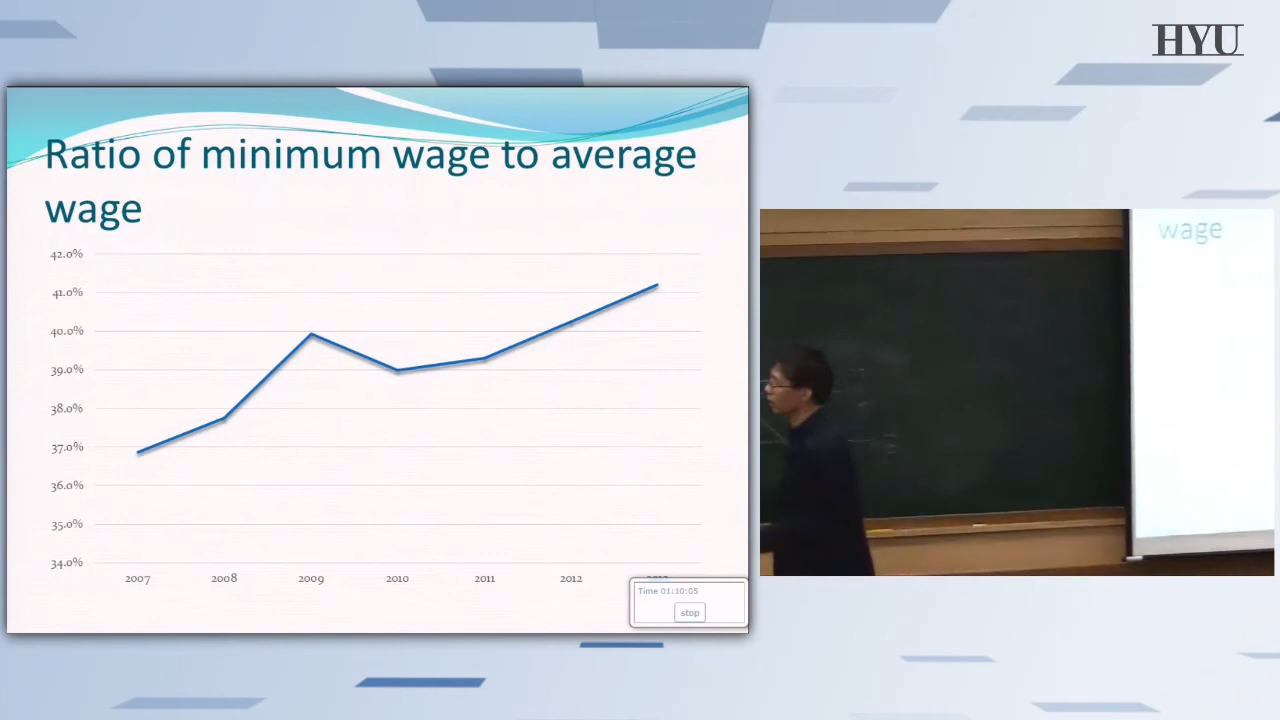 HYU
Ratio of minimum wage to average
wage
42.0%
41.0%
40.0%
39.0%
38.0%
37.0%
36.0%
35.0%
34.0%
2007 2008 2009 2010 2011 2012
Time 01:10:05
stop
wage